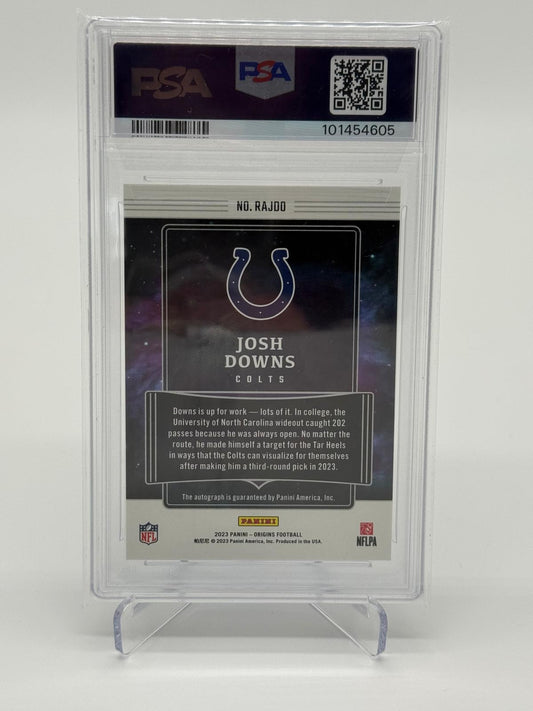 PSA
PSA
101454605
NO. RAJDO
JOSH
DOWNS
COLTS
Downs is up for work — lots of it. In college, the
University of North Carolina wideout caught 202
passes because he was always open. No matter the
route, he made himself a target for the Tar Heels
in ways that the Colts can visualize for themselves
after making him a third-round pick in 2023.
The autograph is guaranteed by Panini America, Inc.
PANINI
NFL
NFLPA
2023 PANINI – ORIGINS FOOTBALL
帕尼尼 © 2023 Panini America, Inc. Produced in the USA.